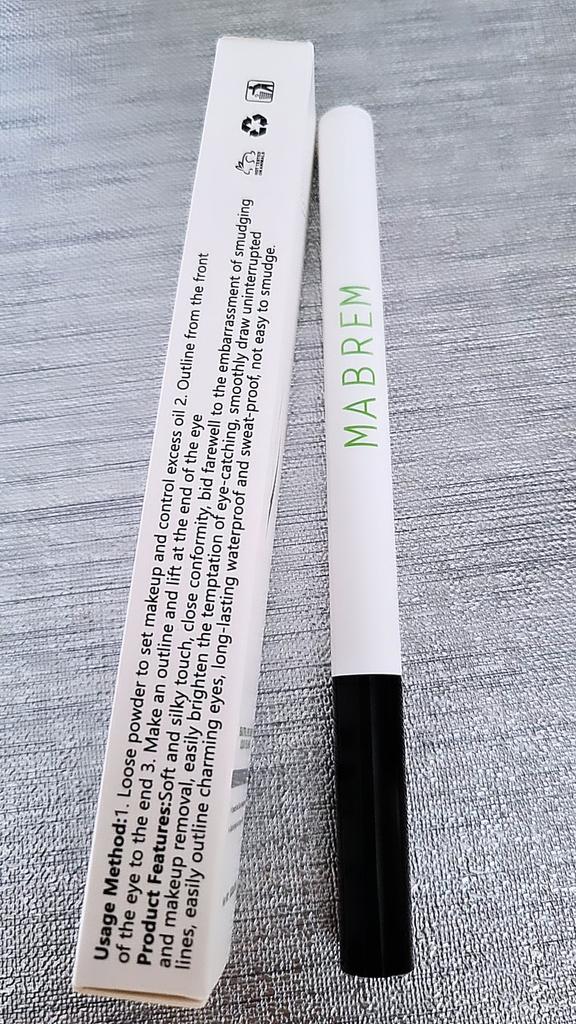 Usage Method:1. Loose powder to set makeup and control excess oil 2. Outline from the front
of the eye to the end 3. Make an outline and lift at the end of the eye
Product Features:Soft and silky touch, close conformity, bid farewell to the embarrassment of smudging
and makeup removal, easily brighten the temptation of eye-catching, smoothly draw uninterrupted
lines, easily outline charming eyes, long-lasting waterproof and sweat-proof, not easy to smudge.
MABREM